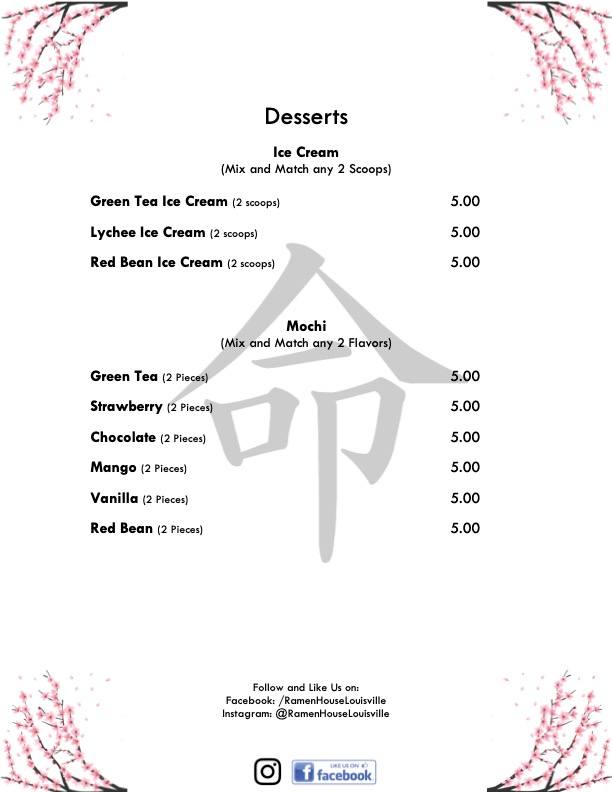 Desserts
Ice Cream
(Mix and Match any 2 Scoops)
Green Tea Ice Cream (2 scoops) 5.00
Lychee Ice Cream (2 scoops) 5.00
Red Bean Ice Cream (2 scoops) 5.00
命
Mochi
(Mix and Match any 2 Flavors)
Green Tea (2 Pieces) 5.00
Strawberry (2 Pieces) 5.00
Chocolate (2 Pieces) 5.00
Mango (2 Pieces) 5.00
Vanilla (2 Pieces) 5.00
Red Bean (2 Pieces) 5.00
Follow and Like Us on:
Facebook: /RamenHouseLouisville
Instagram: @RamenHouseLouisville
LIKE US ON
facebook